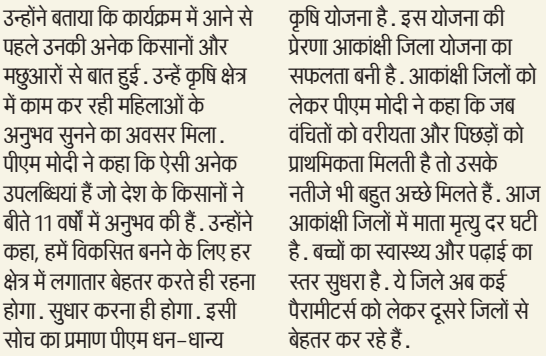 उन्होंने बताया कि कार्यक्रम में आने से
पहले उनकी अनेक किसानों और
मछुआरों से बात हुई . उन्हें कृषि क्षेत्र
में काम कर रही महिलाओं के
अनुभव सुनने का अवसर मिला .
पीएम मोदी ने कहा कि ऐसी अनेक
उपलब्धियां हैं जो देश के किसानों ने
बीते 11 वर्षों में अनुभव की हैं . उन्होंने
कहा, हमें विकसित बनने के लिए हर
क्षेत्र में लगातार बेहतर करते ही रहना
होगा . सुधार करना ही होगा . इसी
सोच का प्रमाण पीएम धन-धान्य
कृषि योजना है . इस योजना की
प्रेरणा आकांक्षी जिला योजना का
सफलता बनी है . आकांक्षी जिलों को
लेकर पीएम मोदी ने कहा कि जब
वंचितों को वरीयता और पिछड़ों को
प्राथमिकता मिलती है तो उसके
नतीजे भी बहुत अच्छे मिलते हैं . आज
आकांक्षी जिलों में माता मृत्यु दर घटी
है . बच्चों का स्वास्थ्य और पढ़ाई का
स्तर सुधरा है . ये जिले अब कई
पैरामीटर्स को लेकर दूसरे जिलों से
बेहतर कर रहे हैं .